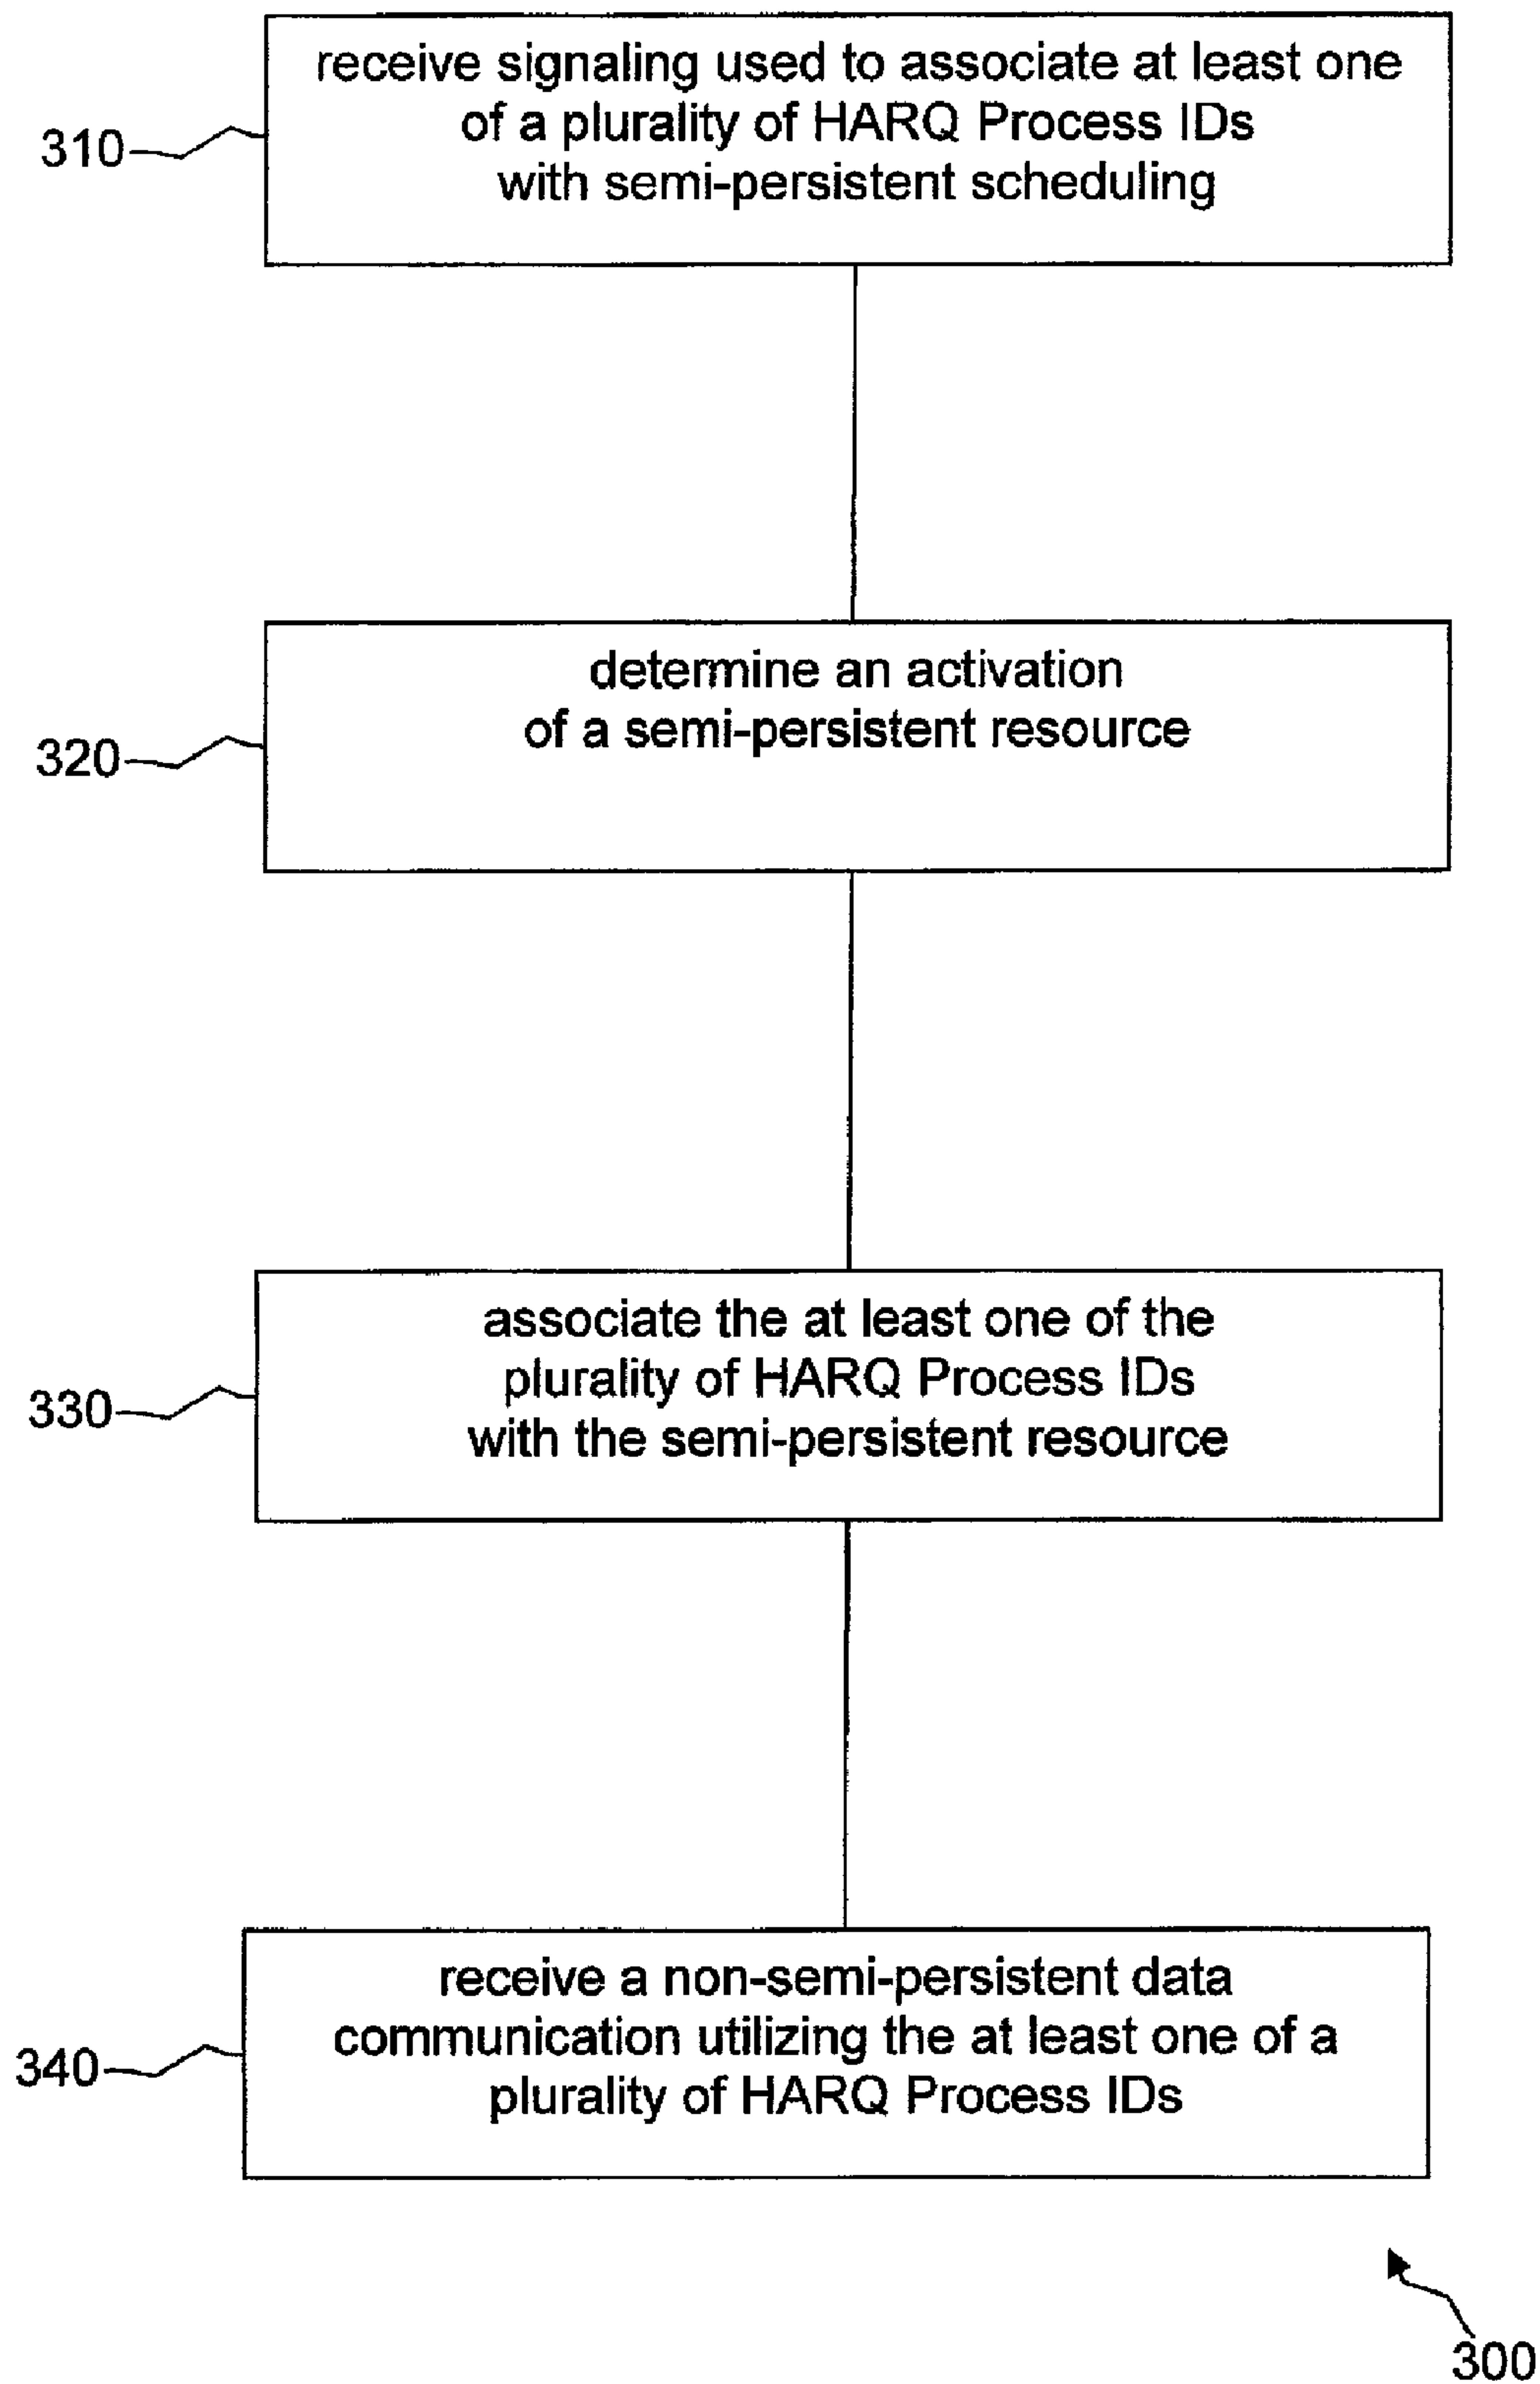 receive signaling used to associate at least one
of a plurality of HARQ Process IDs
with semi-persistent scheduling
310
determine an activation
of a semi-persistent resource
320
associate the at least one of the
plurality of HARQ Process IDs
with the semi-persistent resource
330
receive a non-semi-persistent data
communication utilizing the at least one of a
plurality of HARQ Process IDs
340
300